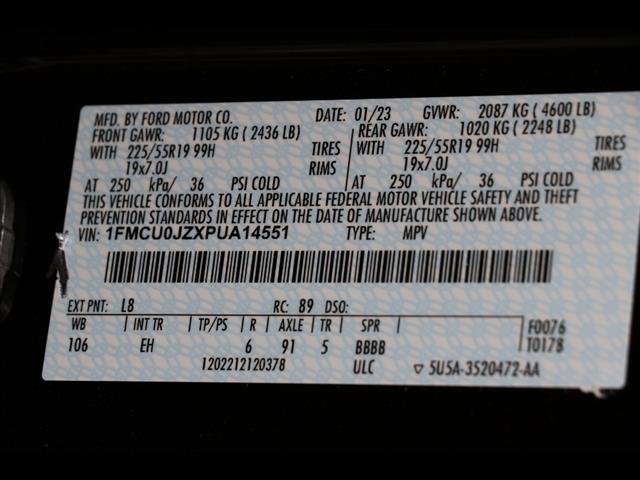 MFD. BY FORD MOTOR CO. DATE: 01/23 GVWR: 2087 KG ( 4600 LB)
FRONT GAWR: 1105 KG ( 2436 LB) REAR GAWR: 1020 KG ( 2248 LB)
WITH 225/55R19 99H TIRES WITH 225/55R19 99H TIRES
19x7.0J RIMS 19x7.0J RIMS
AT 250 kPa/ 36 PSI COLD AT 250 kPa/ 36 PSI COLD
THIS VEHICLE CONFORMS TO ALL APPLICABLE FEDERAL MOTOR VEHICLE SAFETY AND THEFT
PREVENTION STANDARDS IN EFFECT ON THE DATE OF MANUFACTURE SHOWN ABOVE.
VIN: 1FMCU0JZXPUA14551 TYPE: MPV
EXT PNT: L8 RC: 89 DSO:
WB INT TR TP/PS R AXLE TR SPR F0076
106 EH 6 91 5 BBBB T0178
1202212120378 ULC ▽ 5U5A-3520472-AA